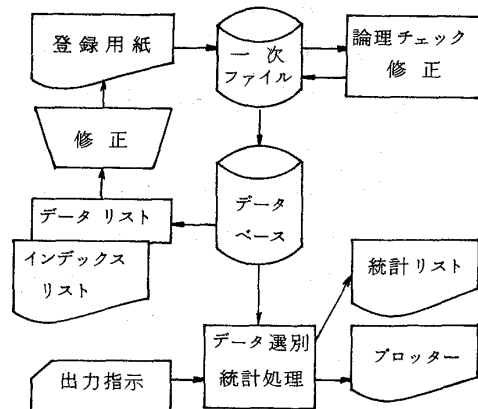 登録用紙
一次
ファイル
論理チェック
修正
修正
データリスト
インデックス
リスト
データ
ベース
統計リスト
データ選別
統計処理
プロッター
出力指示